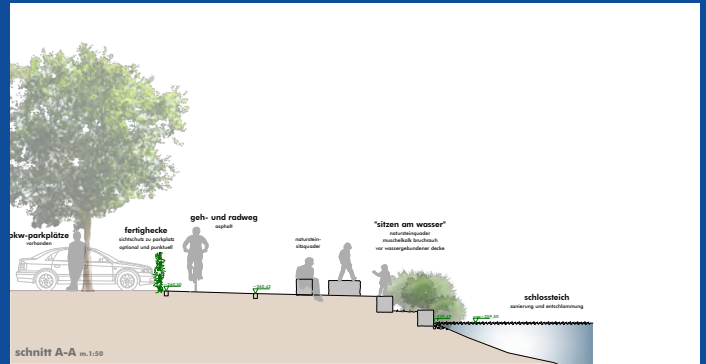 geh- und radweg
asphalt
"sitzen am wasser"
natursteinquader
muschelkalk bruchrauh
vor wassergebundener decke
fertighecke
sichtschutz zu parkplatz
optional und punktuell
pkw-parkplätze
vorhanden
naturstein-
sitzquader
schlossteich
sanierung und entschlammung
schnitt A-A m.1:50